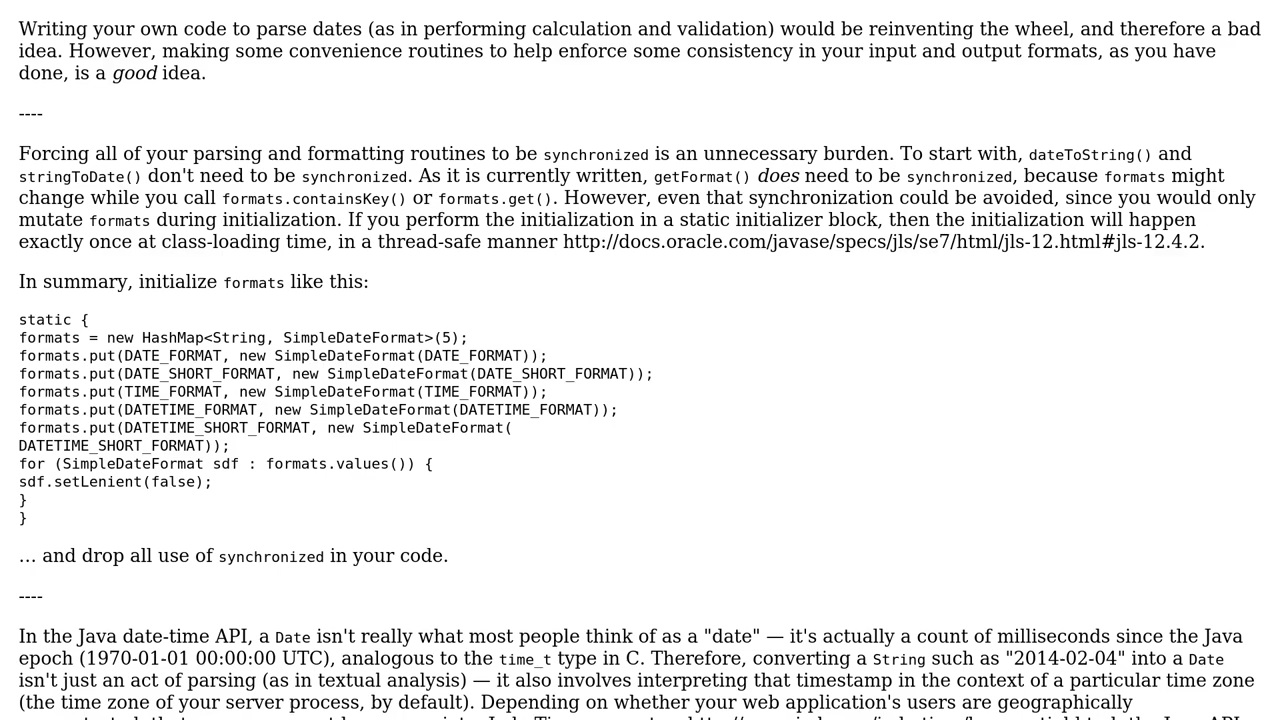 Writing your own code to parse dates (as in performing calculation and validation) would be reinventing the wheel, and therefore a bad
idea. However, making some convenience routines to help enforce some consistency in your input and output formats, as you have
done, is a good idea.
----
Forcing all of your parsing and formatting routines to be synchronized is an unnecessary burden. To start with, dateToString() and
stringToDate() don't need to be synchronized. As it is currently written, getFormat() does need to be synchronized, because formats might
change while you call formats.containsKey() or formats.get(). However, even that synchronization could be avoided, since you would only
mutate formats during initialization. If you perform the initialization in a static initializer block, then the initialization will happen
exactly once at class-loading time, in a thread-safe manner http://docs.oracle.com/javase/specs/jls/se7/html/jls-12.html#jls-12.4.2.
In summary, initialize formats like this:
static {
formats = new HashMap<String, SimpleDateFormat>(5);
formats.put(DATE_FORMAT, new SimpleDateFormat(DATE_FORMAT));
formats.put(DATE_SHORT_FORMAT, new SimpleDateFormat(DATE_SHORT_FORMAT));
formats.put(TIME_FORMAT, new SimpleDateFormat(TIME_FORMAT));
formats.put(DATETIME_FORMAT, new SimpleDateFormat(DATETIME_FORMAT));
formats.put(DATETIME_SHORT_FORMAT, new SimpleDateFormat(
DATETIME_SHORT_FORMAT));
for (SimpleDateFormat sdf : formats.values()) {
sdf.setLenient(false);
}
}
… and drop all use of synchronized in your code.
----
In the Java date-time API, a Date isn't really what most people think of as a "date" — it's actually a count of milliseconds since the Java
epoch (1970-01-01 00:00:00 UTC), analogous to the time_t type in C. Therefore, converting a String such as "2014-02-04" into a Date
isn't just an act of parsing (as in textual analysis) — it also involves interpreting that timestamp in the context of a particular time zone
(the time zone of your server process, by default). Depending on whether your web application's users are geographically